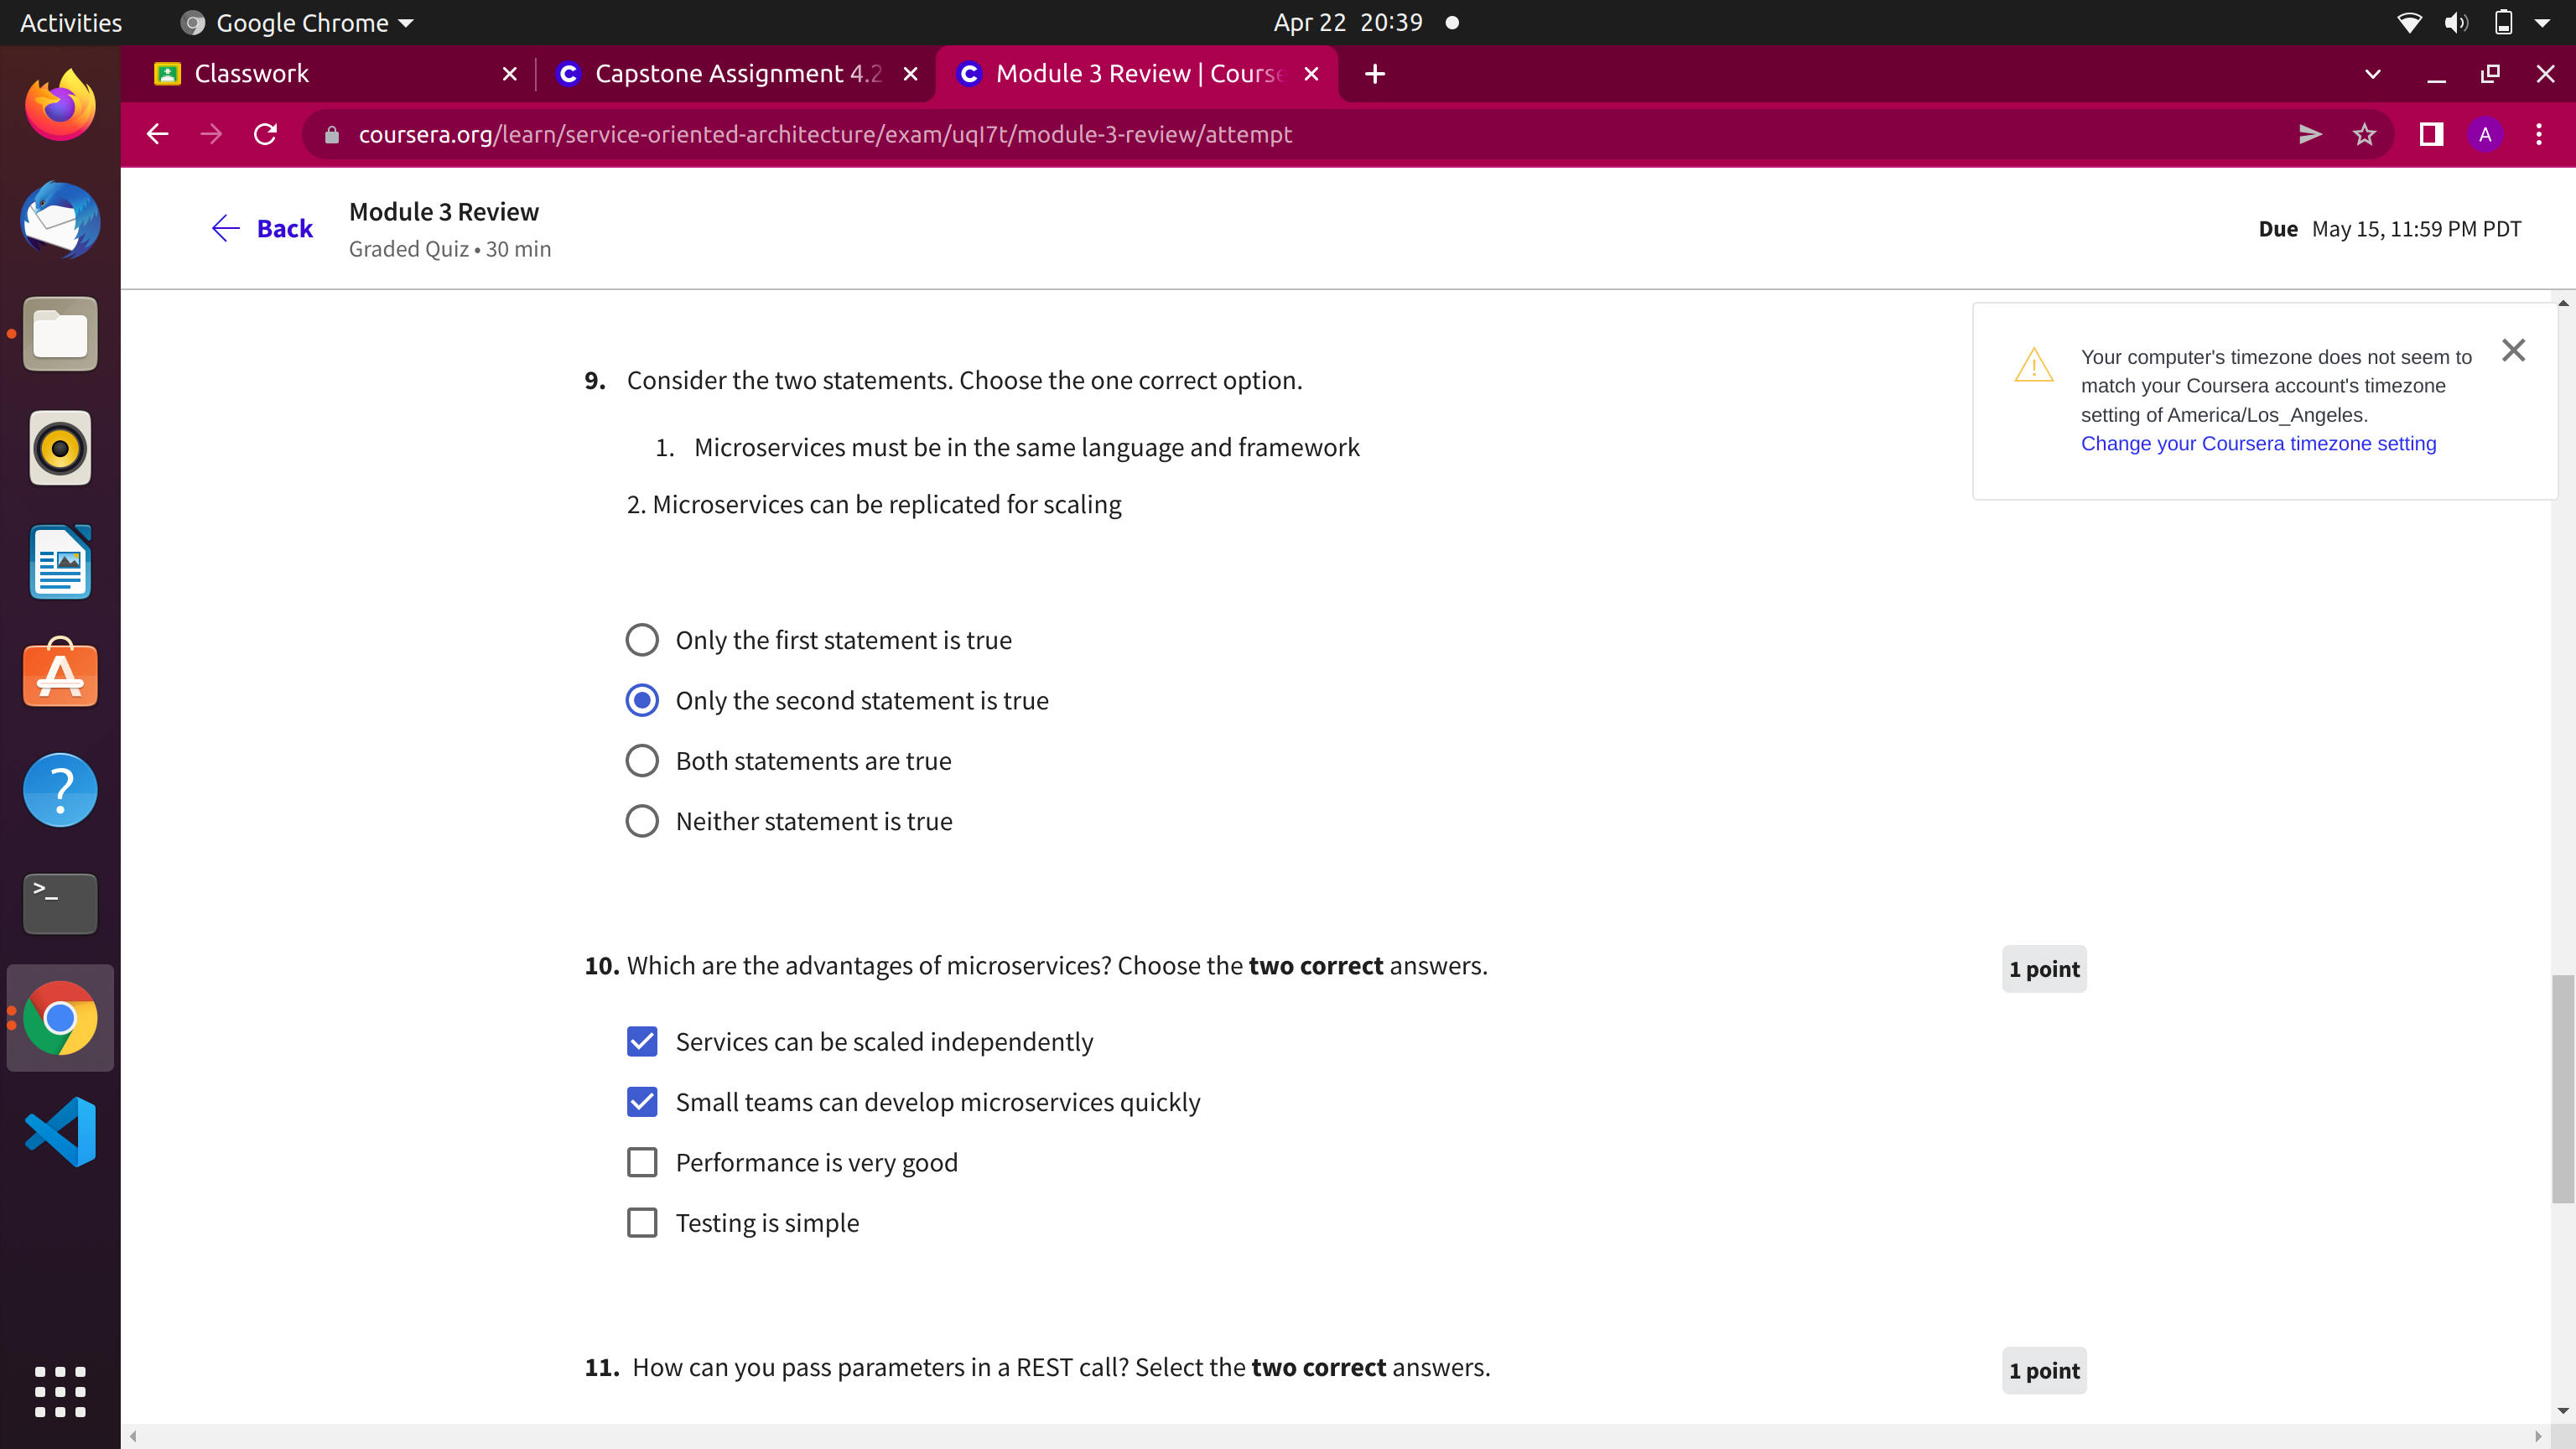 Activities
Google Chrome
Apr 22 20:39
Classwork
Capstone Assignment 4.2
Module 3 Review | Course
coursera.org/learn/service-oriented-architecture/exam/uqI7t/module-3-review/attempt
A
Back
Module 3 Review
Graded Quiz • 30 min
Due May 15, 11:59 PM PDT
Your computer's timezone does not seem to
match your Coursera account's timezone
setting of America/Los_Angeles.
Change your Coursera timezone setting
9. Consider the two statements. Choose the one correct option.
1. Microservices must be in the same language and framework
2. Microservices can be replicated for scaling
Only the first statement is true
Only the second statement is true
Both statements are true
Neither statement is true
10. Which are the advantages of microservices? Choose the two correct answers.
1 point
Services can be scaled independently
Small teams can develop microservices quickly
Performance is very good
Testing is simple
11. How can you pass parameters in a REST call? Select the two correct answers.
1 point